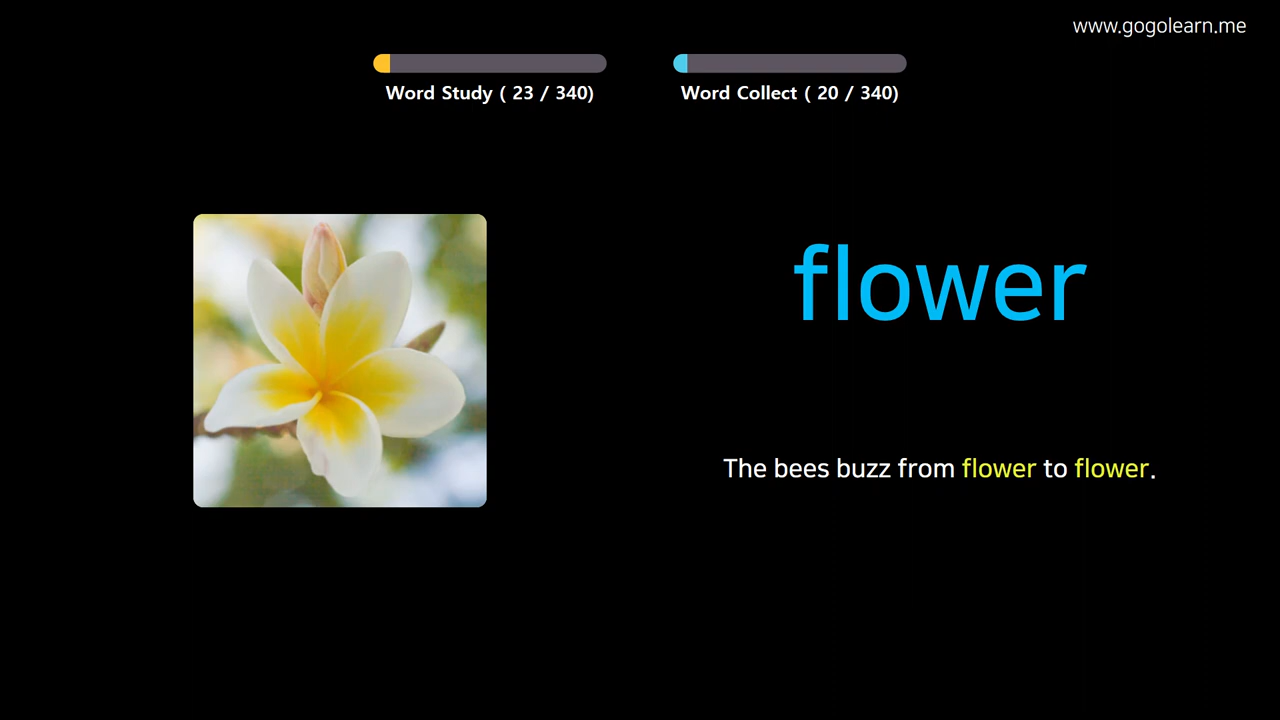 www.gogolearn.me
Word Study ( 23 / 340)
Word Collect ( 20 / 340)
flower
The bees buzz from flower to flower.